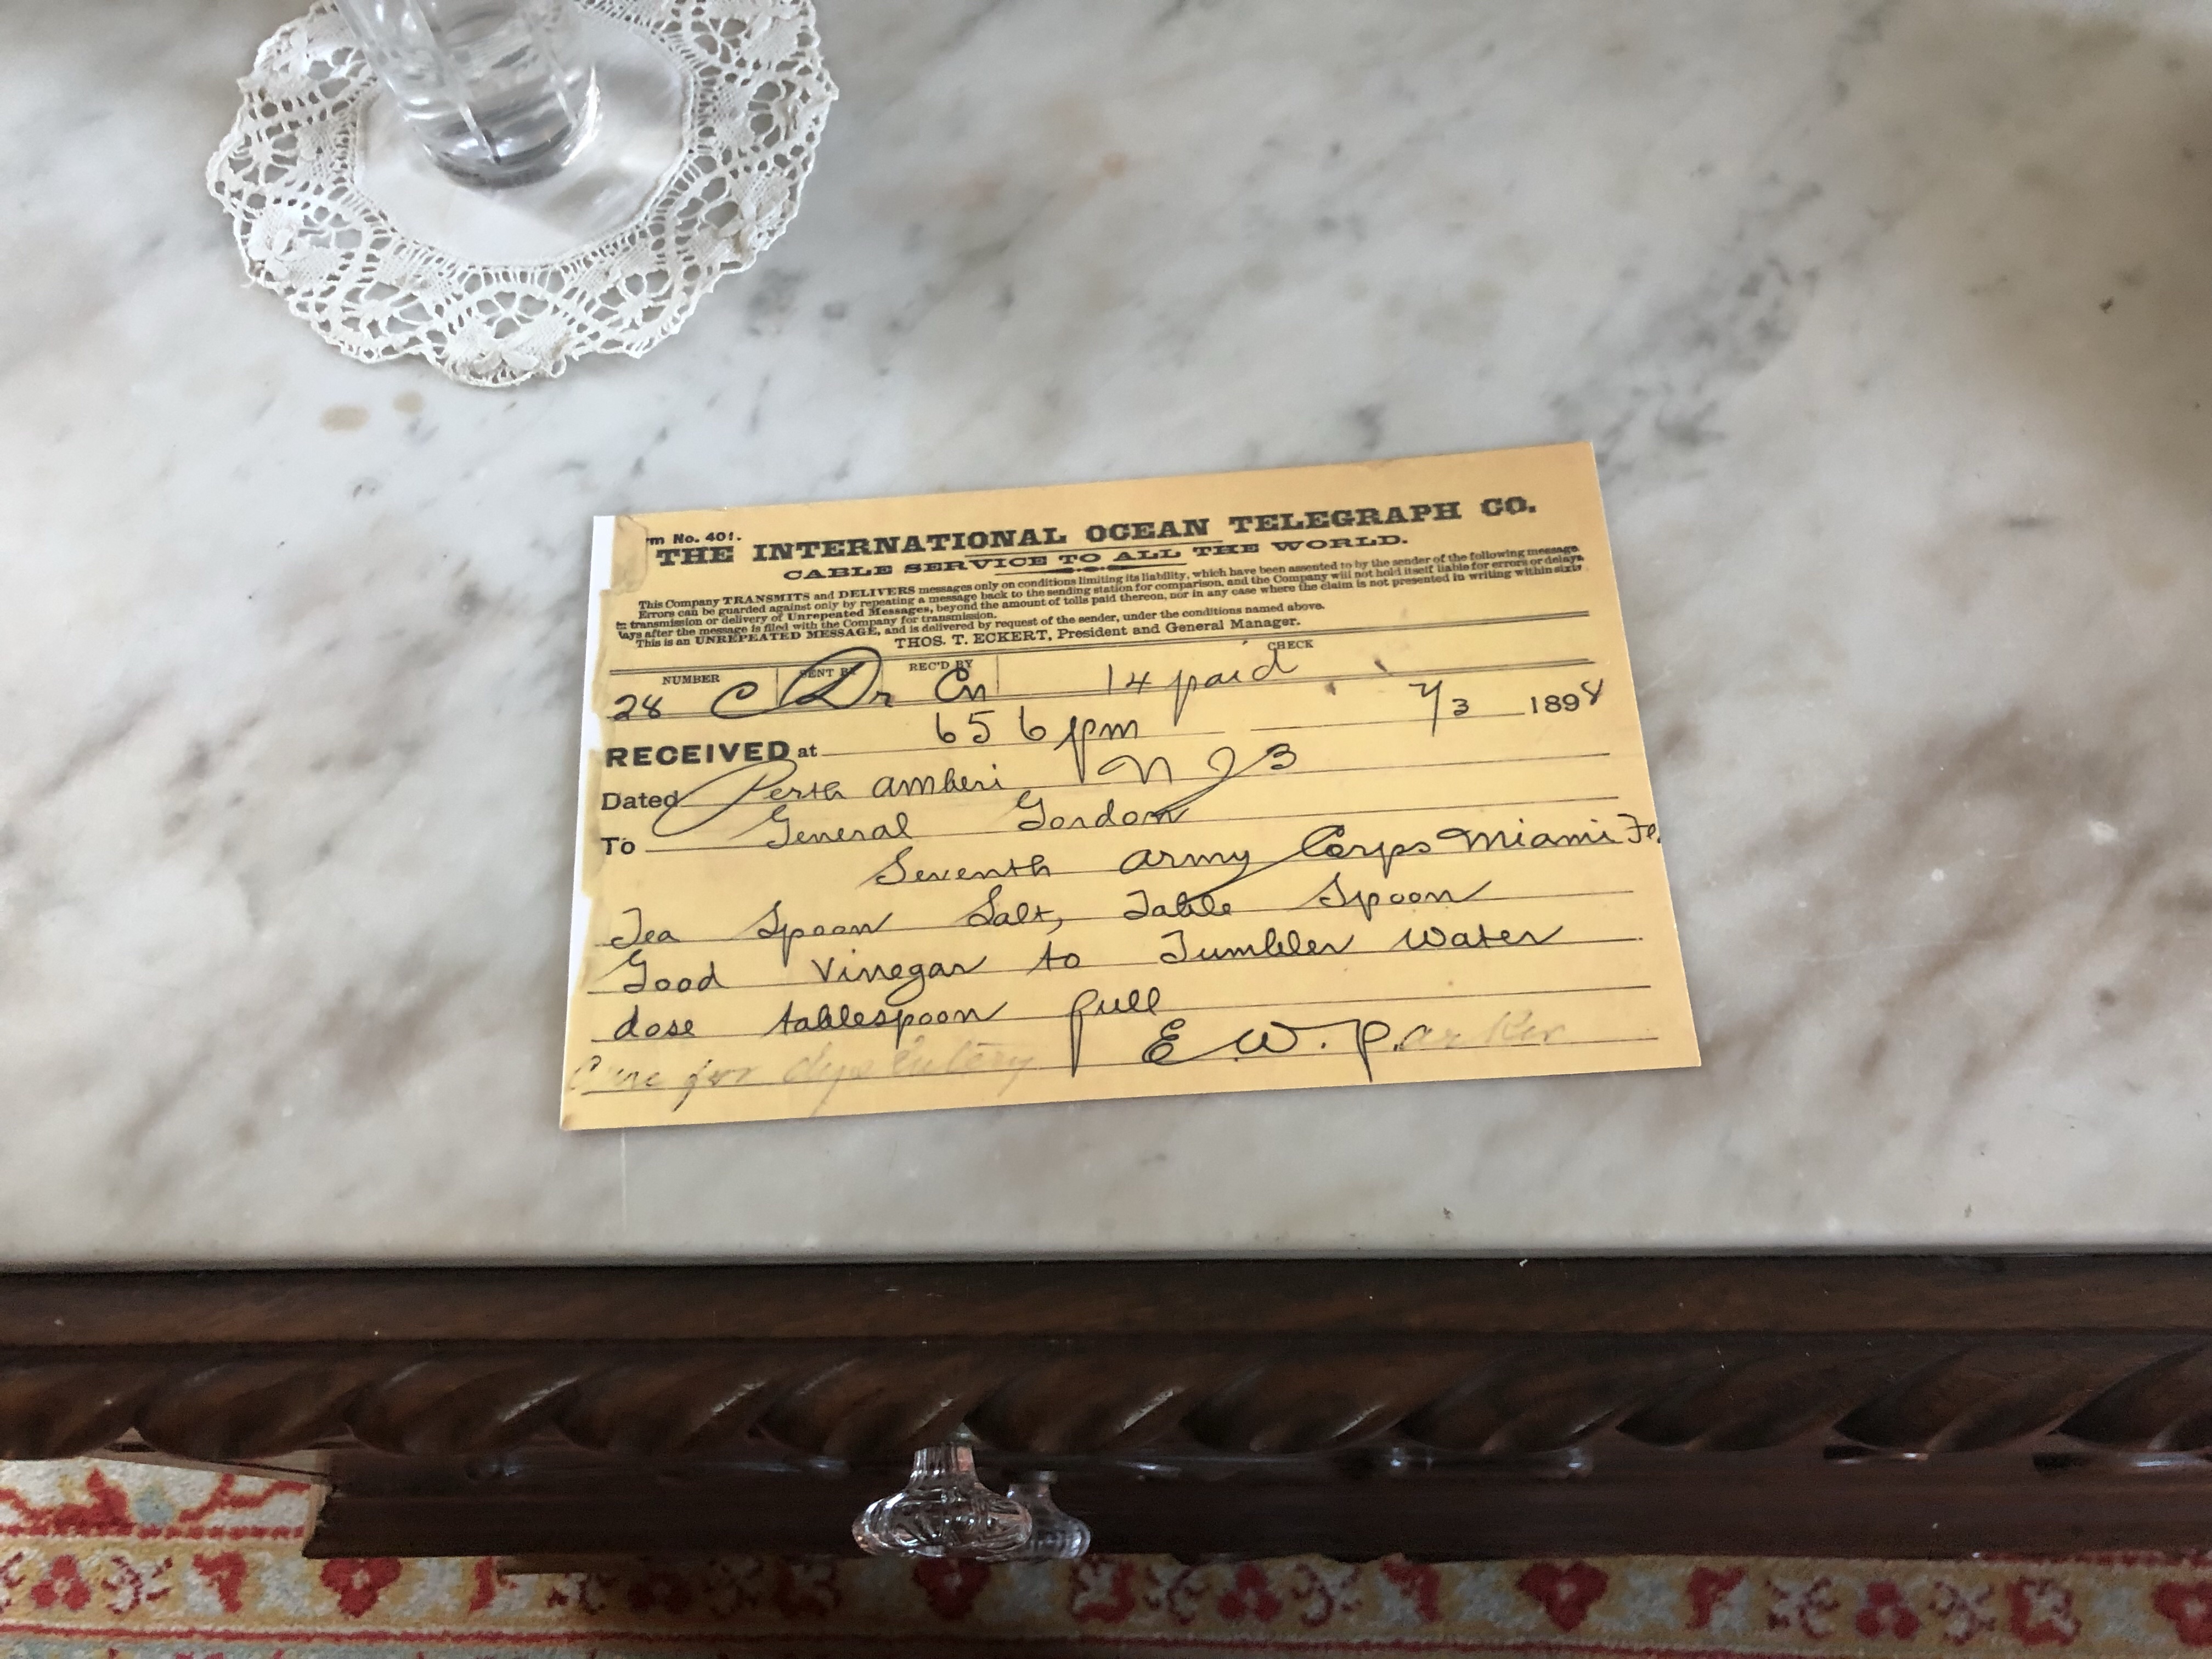 rm No. 401.
THE INTERNATIONAL OCEAN TELEGRAPH CO.
CABLE SERVICE TO ALL THE WORLD.
This Company TRANSMITS and DELIVERS messages only on conditions limiting its liability, which have been assented to by the sender of the following message.
Errors can be guarded against only by repeating a message back to the sending station for comparison, and the Company will not hold itself liable for errors or delays
in transmission or delivery of Unrepeated Messages, beyond the amount of tolls paid thereon, nor in any case where the claim is not presented in writing within sixty
days after the message is filed with the Company for transmission.
This is an UNREPEATED MESSAGE, and is delivered by request of the sender, under the conditions named above.
THOS. T. ECKERT, President and General Manager.
NUMBER SENT BY REC'D BY CHECK
28 C Dr Cn 14 paid
RECEIVED at 656 pm 7/3 1898
Dated Perth Amberi N J 3
To General Gordon
Seventh Army Corps Miami Fl.
Tea Spoon Salt, Table Spoon
Good Vinegar to Tumbler Water
dose tablespoon full
Cure for dysentery E. W. Parker